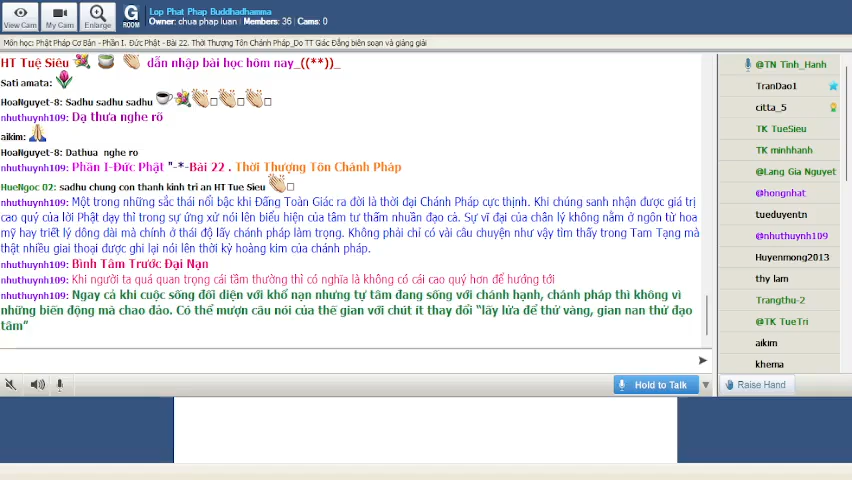 Lop Phat Phap Buddhadhamma
Owner: chua phap luan | Members: 36 | Cams: 0
View Cam
My Cam
Enlarge
G
ROOM
Môn học: Phật Pháp Cơ Bản - Phần I. Đức Phật - Bài 22. Thời Thượng Tôn Chánh Pháp_Do TT Giác Đẳng biên soạn và giảng giải
HT Tuệ Siêu dẫn nhập bài học hôm nay_((**))_
Sati amata:
HoaNguyet-8: Sadhu sadhu sadhu
nhuthuynh109: Dạ thưa nghe rõ
aikim:
HoaNguyet-8: Dathua nghe ro
nhuthuynh109: Phần I-Đức Phật "-*-Bài 22 . Thời Thượng Tôn Chánh Pháp
HueNgoc 02: sadhu chung con thanh kinh tri an HT Tue Sieu
nhuthuynh109: Một trong những sắc thái nổi bậc khi Đấng Toàn Giác ra đời là thời đại Chánh Pháp cực thịnh. Khi chúng sanh nhận được giá trị
cao quý của lời Phật dạy thì trong sự ứng xử nói lên biểu hiện của tâm tư thấm nhuần đạo cả. Sự vĩ đại của chân lý không nằm ở ngôn từ hoa
mỹ hay triết lý dông dài mà chính ở thái độ lấy chánh pháp làm trọng. Không phải chỉ có vài câu chuyện như vậy tìm thấy trong Tam Tạng mà
thật nhiều giai thoại được ghi lại nói lên thời kỳ hoàng kim của chánh pháp.
nhuthuynh109: Bình Tâm Trước Đại Nạn
nhuthuynh109: Khi người ta quá quan trọng cái tầm thường thì có nghĩa là không có cái cao quý hơn để hướng tới
nhuthuynh109: Ngay cả khi cuộc sống đối diện với khổ nạn nhưng tự tâm đang sống với chánh hạnh, chánh pháp thì không vì
những biến động mà chao đảo. Có thể mượn câu nói của thế gian với chút ít thay đổi “lấy lửa để thử vàng, gian nan thử đạo
tâm”
Hold to Talk
@TN Tinh_Hanh
TranDao1
citta_5
TK TueSieu
TK minhhanh
@Lang Gia Nguyet
@hongnhat
tueduyentn
@nhuthuynh109
Huyenmong2013
thy lam
Trangthu-2
@TK TueTri
aikim
khema
Raise Hand